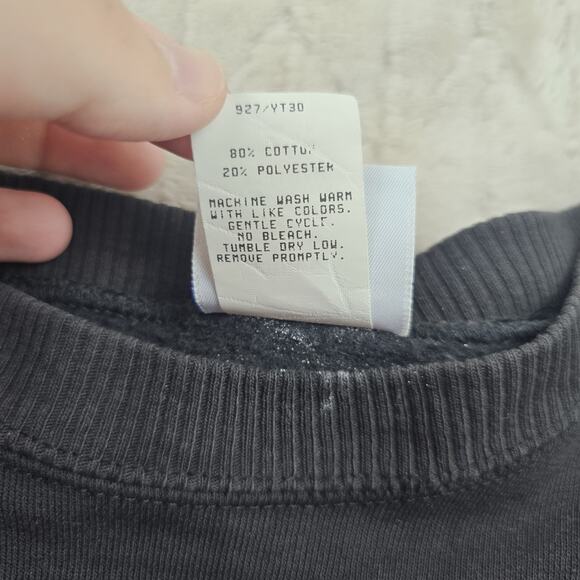 927/YT30
80% COTTON
20% POLYESTER
MACHINE WASH WARM
WITH LIKE COLORS.
GENTLE CYCLE.
NO BLEACH.
TUMBLE DRY LOW.
REMOVE PROMPTLY.